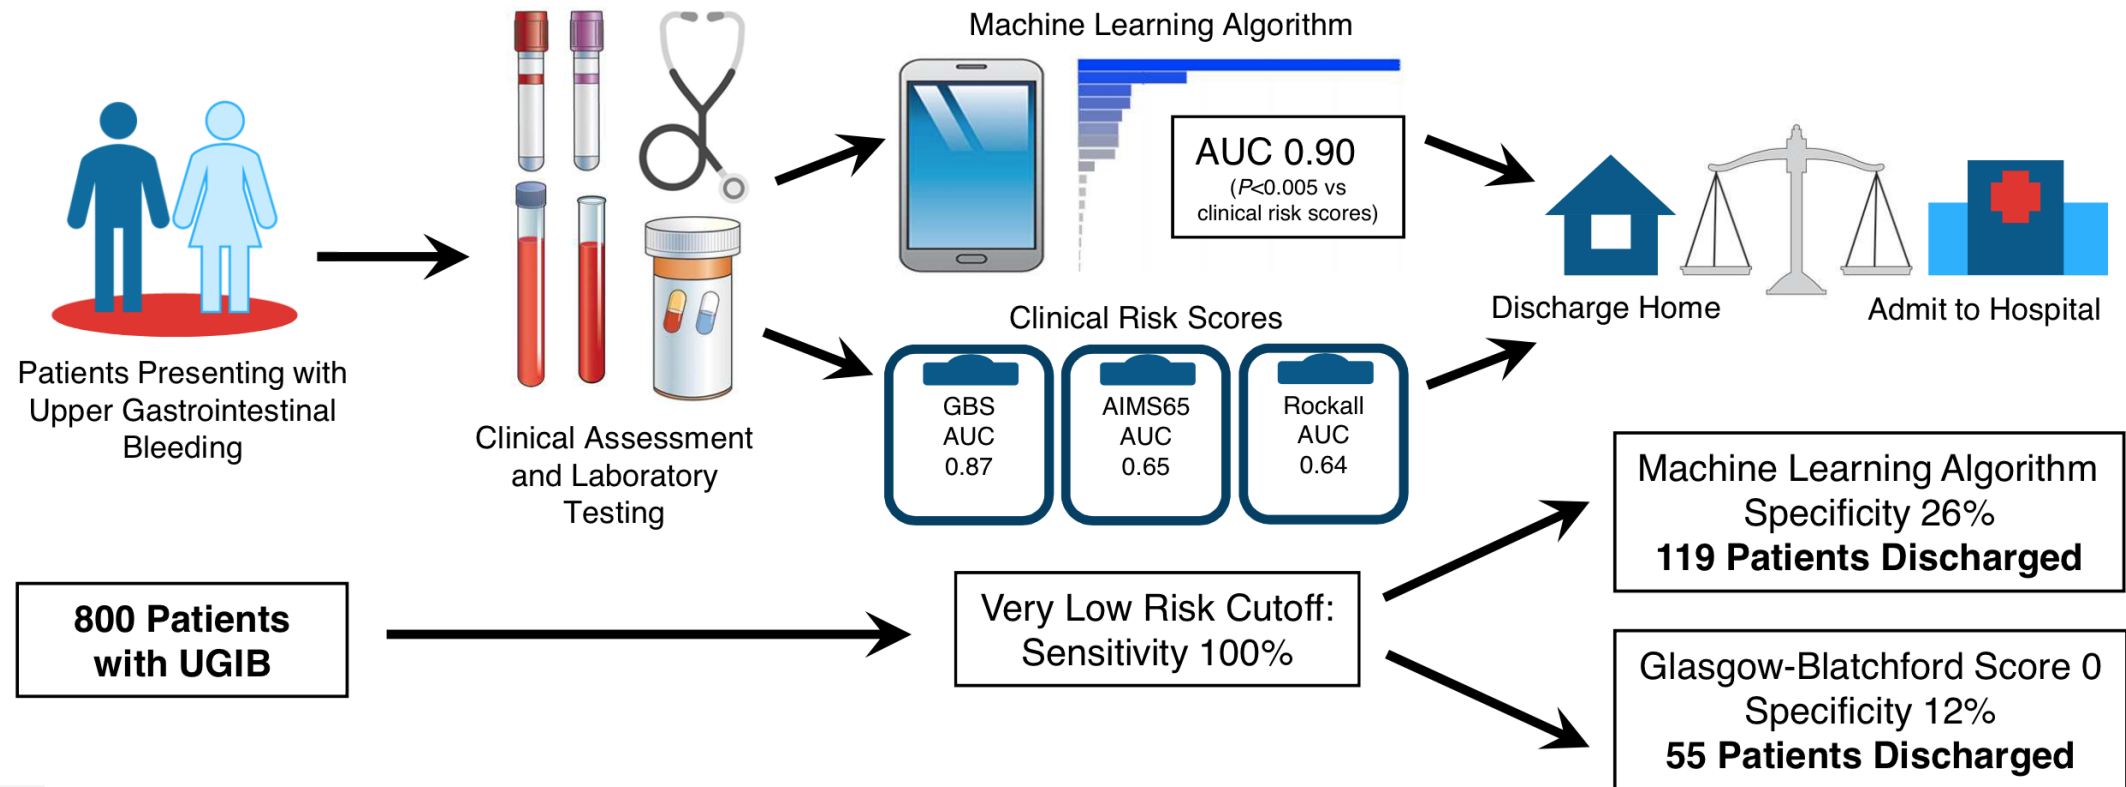 Machine Learning Algorithm
AUC 0.90
(P<0.005 vs
clinical risk scores)
Patients Presenting with
Upper Gastrointestinal
Bleeding
Clinical Assessment
and Laboratory
Testing
Clinical Risk Scores
GBS
AUC
0.87
AIMS65
AUC
0.65
Rockall
AUC
0.64
Discharge Home
Admit to Hospital
800 Patients
with UGIB
Very Low Risk Cutoff:
Sensitivity 100%
Machine Learning Algorithm
Specificity 26%
119 Patients Discharged
Glasgow-Blatchford Score 0
Specificity 12%
55 Patients Discharged